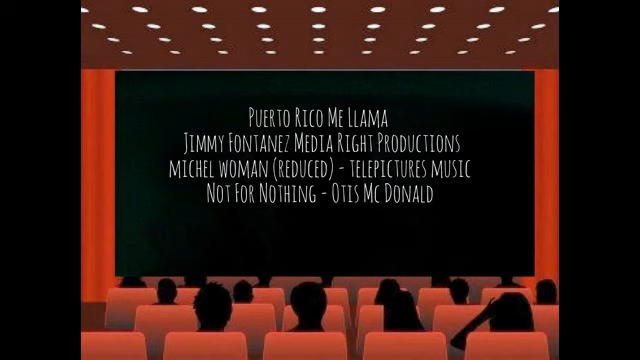 Puerto Rico Me Llama
Jimmy Fontanez Media Right Productions
michel woman (reduced) - telepictures music
Not For Nothing - Otis Mc Donald